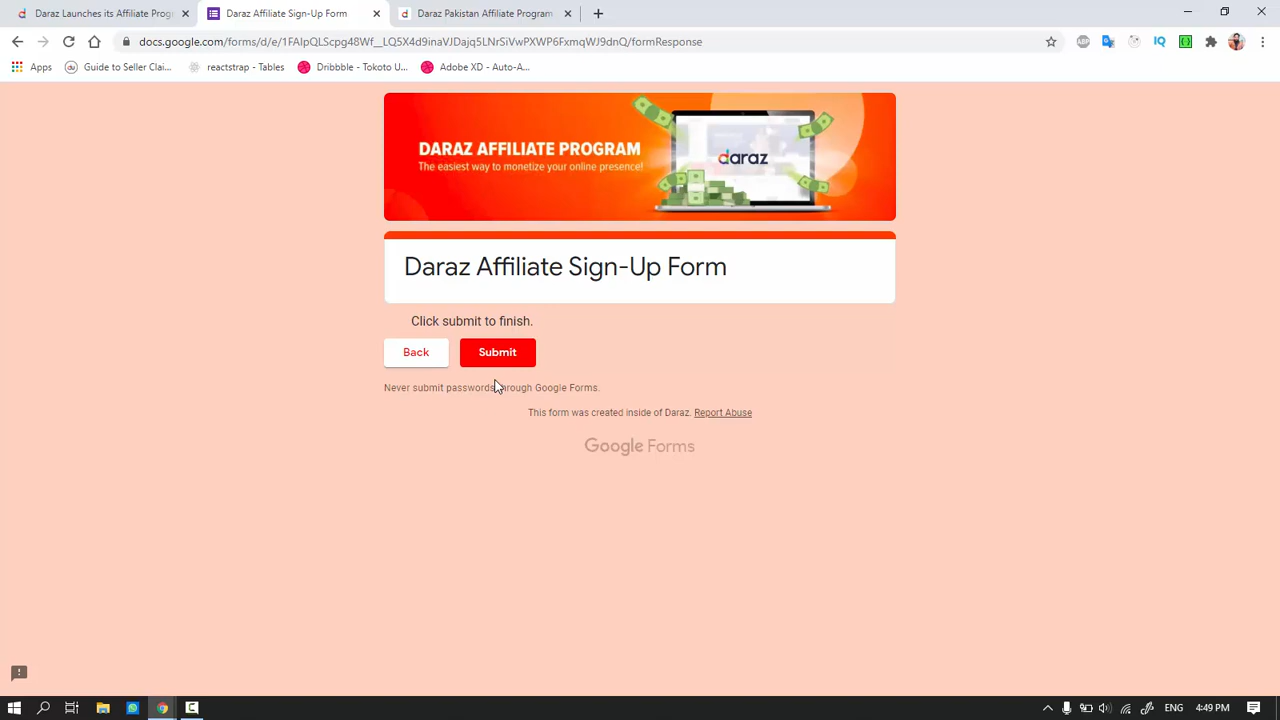 Daraz Launches its Affiliate Prog
Daraz Affiliate Sign-Up Form
Daraz Pakistan Affiliate Program
docs.google.com/forms/d/e/1FAIpQLScpg48Wf__LQ5X4d9inaVJDajq5LNrSiVwPXWP6FxmqWJ9dnQ/formResponse
ABP
IQ
Apps
Guide to Seller Clai...
reactstrap - Tables
Dribbble - Tokoto U...
Adobe XD - Auto-A...
DARAZ AFFILIATE PROGRAM
The easiest way to monetize your online presence!
daraz
Daraz Affiliate Sign-Up Form
Click submit to finish.
Back
Submit
Never submit passwords through Google Forms.
This form was created inside of Daraz. Report Abuse
Google Forms
ENG
4:49 PM